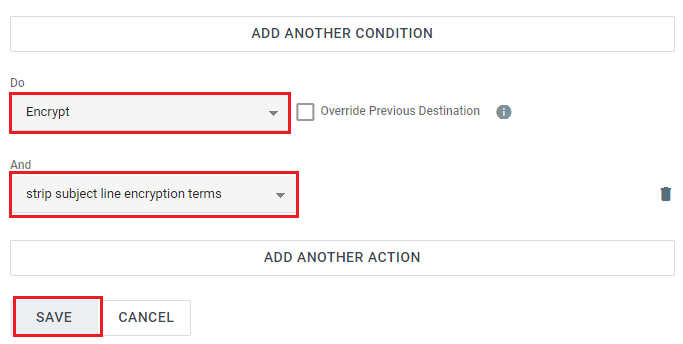 ADD ANOTHER CONDITION
Do
Encrypt
Override Previous Destination
And
strip subject line encryption terms
ADD ANOTHER ACTION
SAVE CANCEL